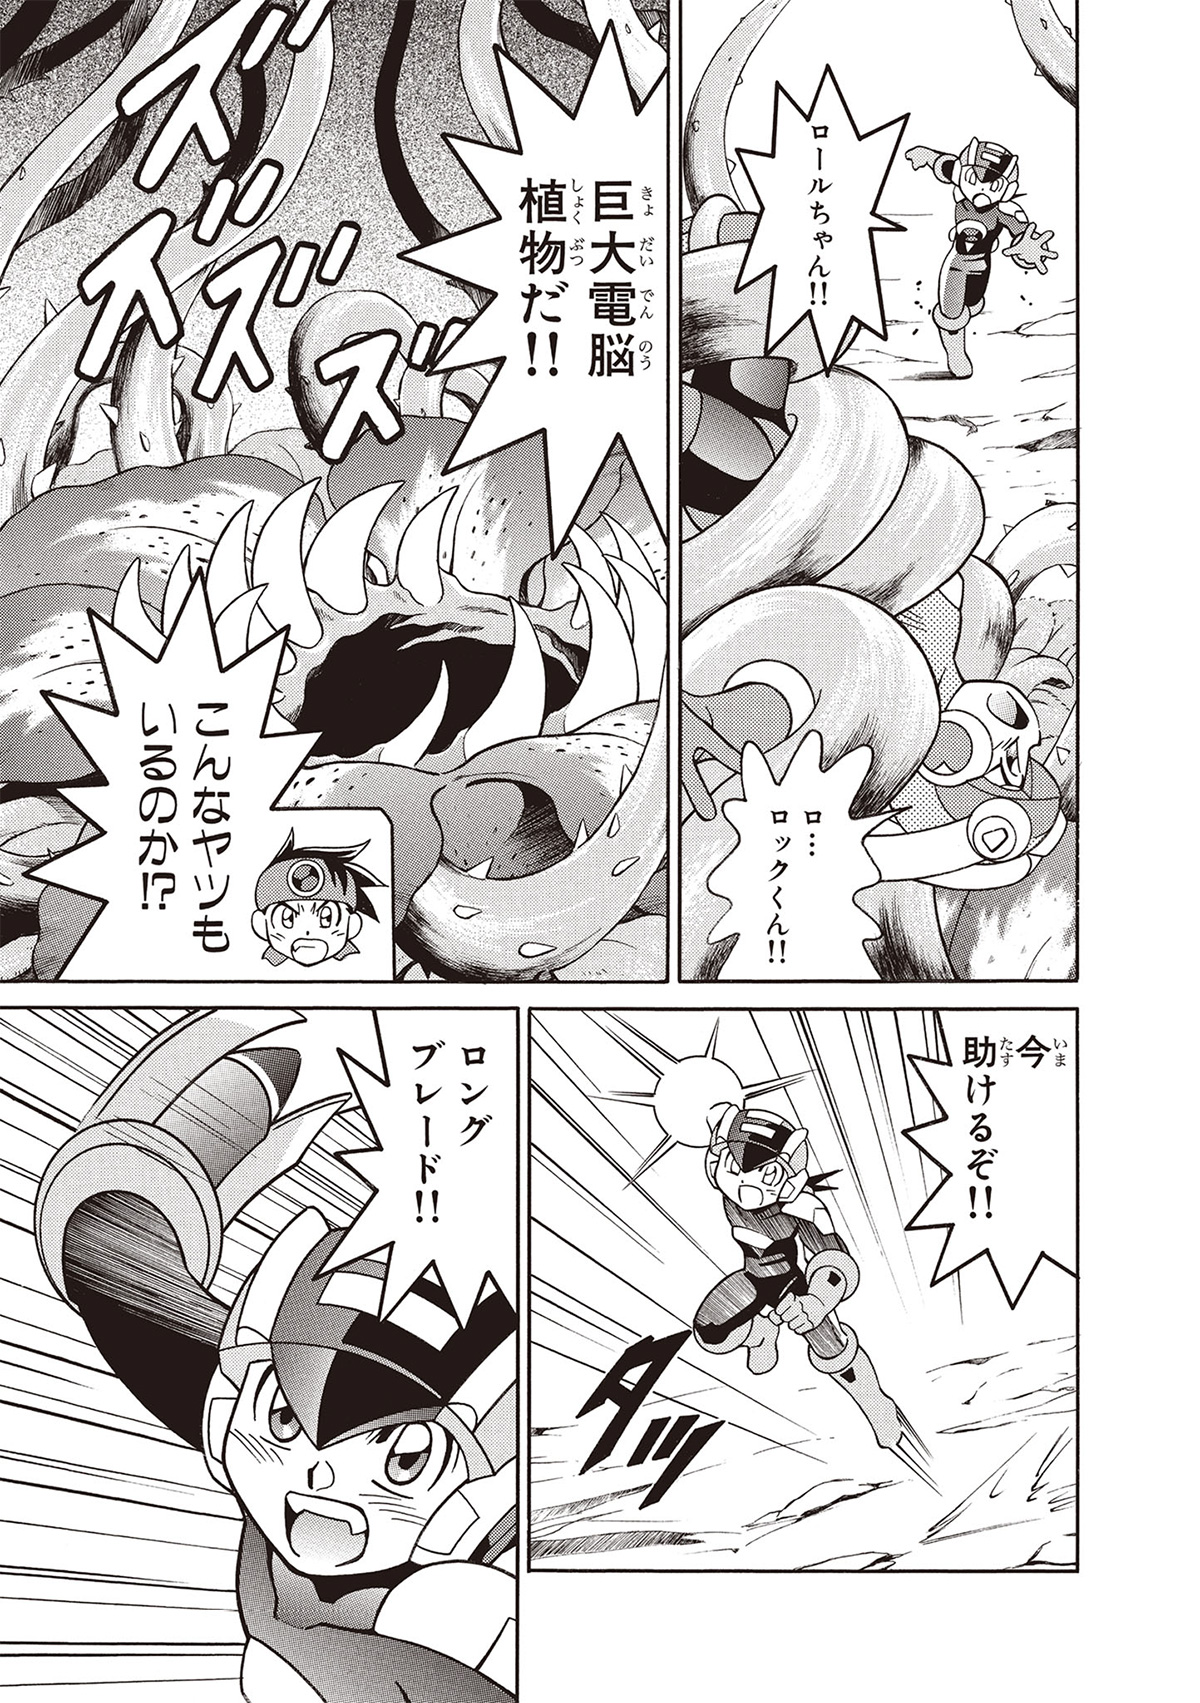 ロールちゃん!!
ロ…
ロックくん!!
巨大電脳
植物だ!!
ズズズズ
こんなヤツも
いるのか!?
今
助けるぞ!!
ダッ
ロング
ブレード!!